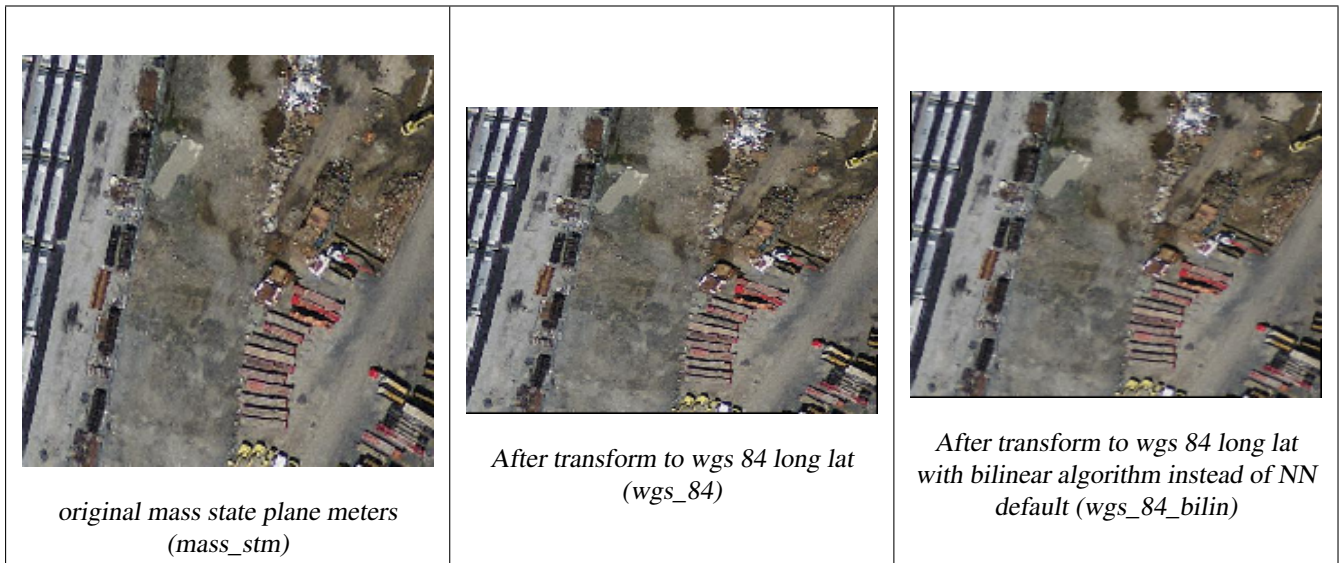 original mass state plane meters
(mass_stm)
After transform to wgs 84 long lat
(wgs_84)
After transform to wgs 84 long lat
with bilinear algorithm instead of NN
default (wgs_84_bilin)